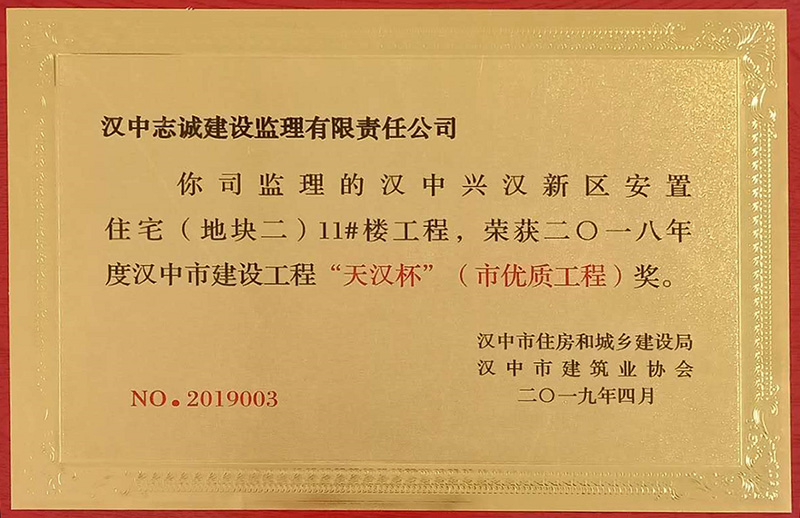 汉中志诚建设监理有限责任公司
你司监理的汉中兴汉新区安置
住宅（地块二）11#楼工程，荣获二〇一八年
度汉中市建设工程“天汉杯”（市优质工程）奖。
汉中市住房和城乡建设局
汉中市建筑业协会
二〇一九年四月
NO.2019003